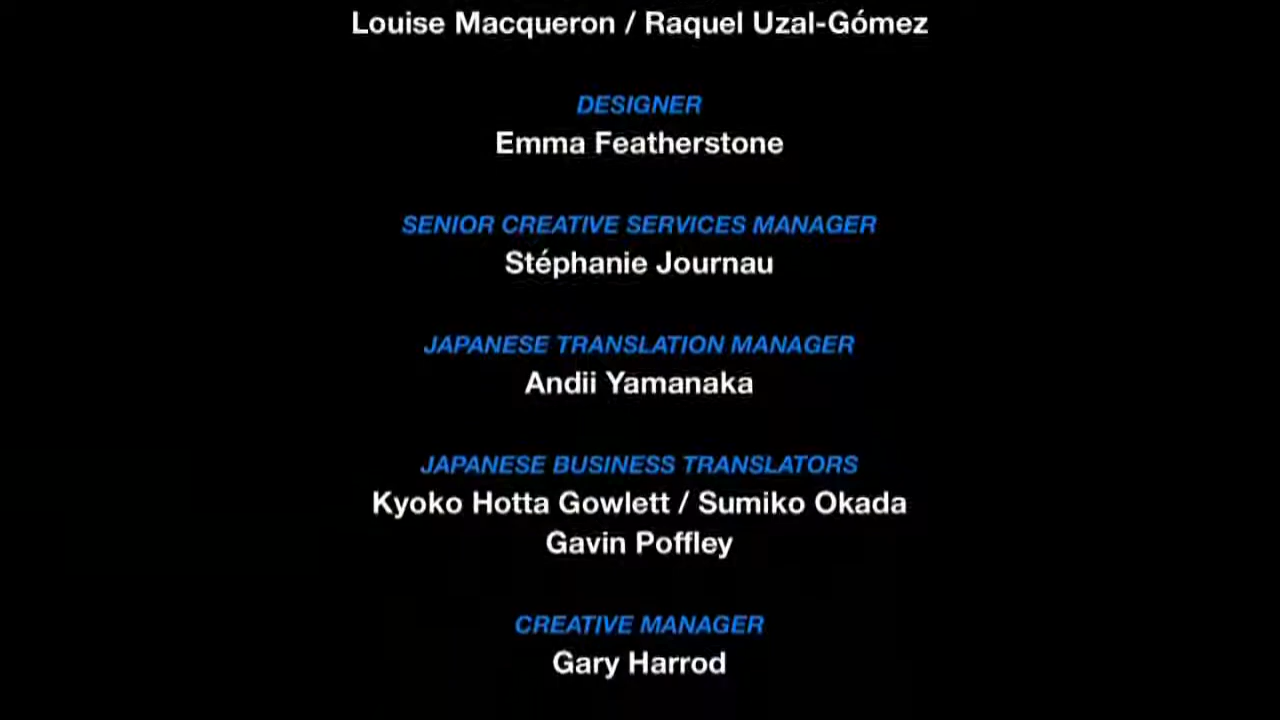 Louise Macqueron / Raquel Uzal-Gómez
DESIGNER
Emma Featherstone
SENIOR CREATIVE SERVICES MANAGER
Stéphanie Journau
JAPANESE TRANSLATION MANAGER
Andii Yamanaka
JAPANESE BUSINESS TRANSLATORS
Kyoko Hotta Gowlett / Sumiko Okada
Gavin Poffley
CREATIVE MANAGER
Gary Harrod